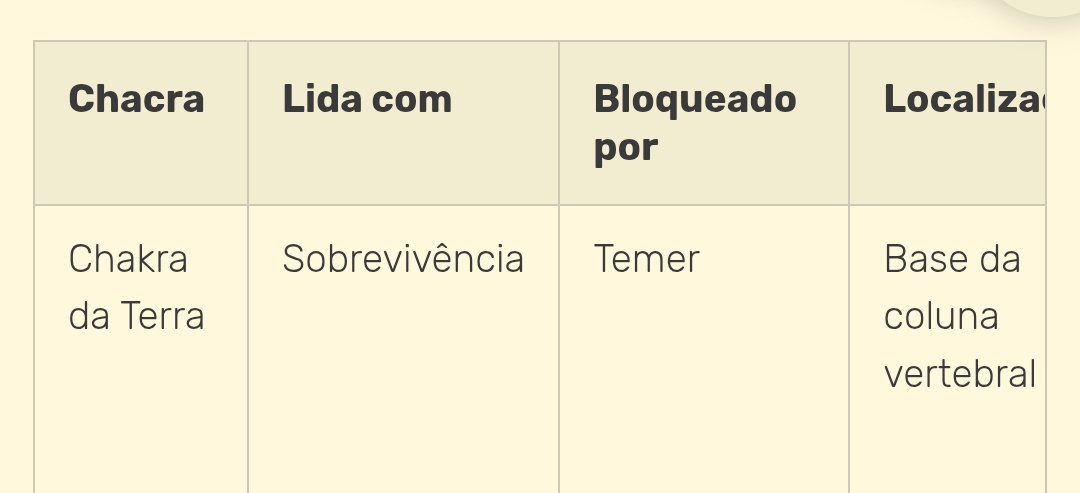 Chacra
Lida com
Bloqueado
por
Chakra
da Terra
Sobrevivência
Temer
Base da
coluna
vertebral